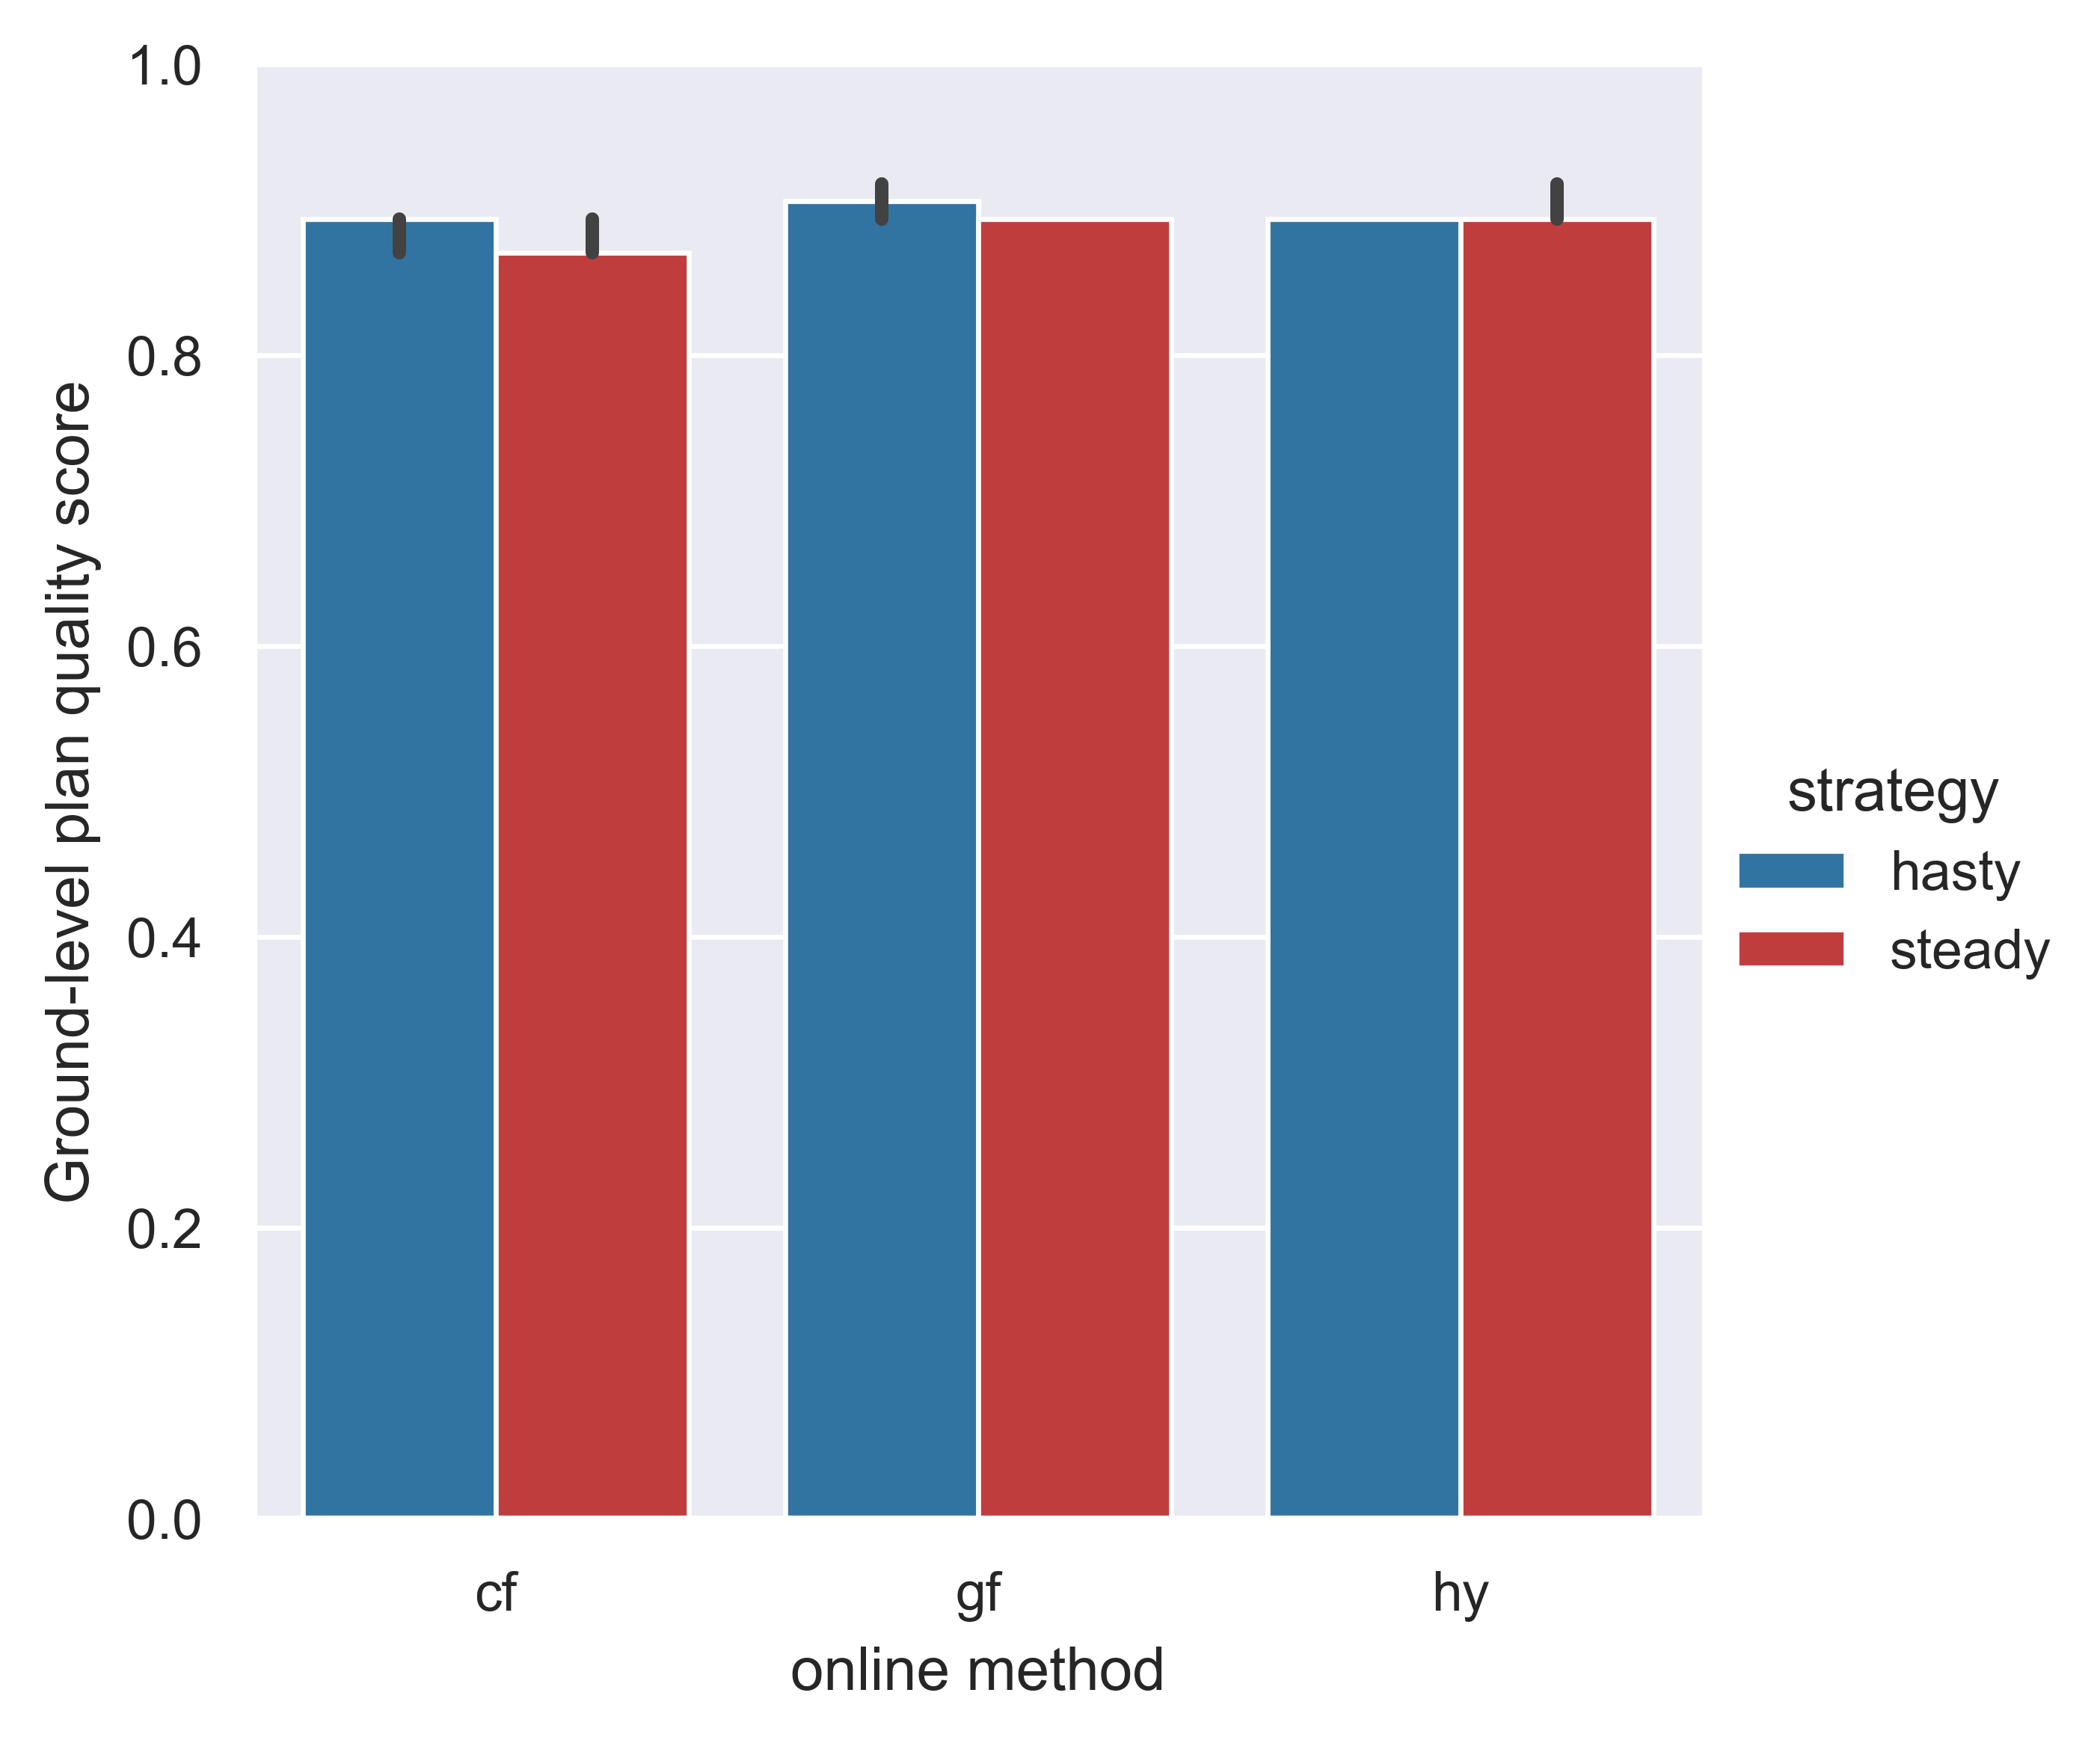 Ground-level plan quality score
1.0
0.8
0.6
0.4
0.2
0.0
cf
gf
hy
online method
strategy
hasty
steady